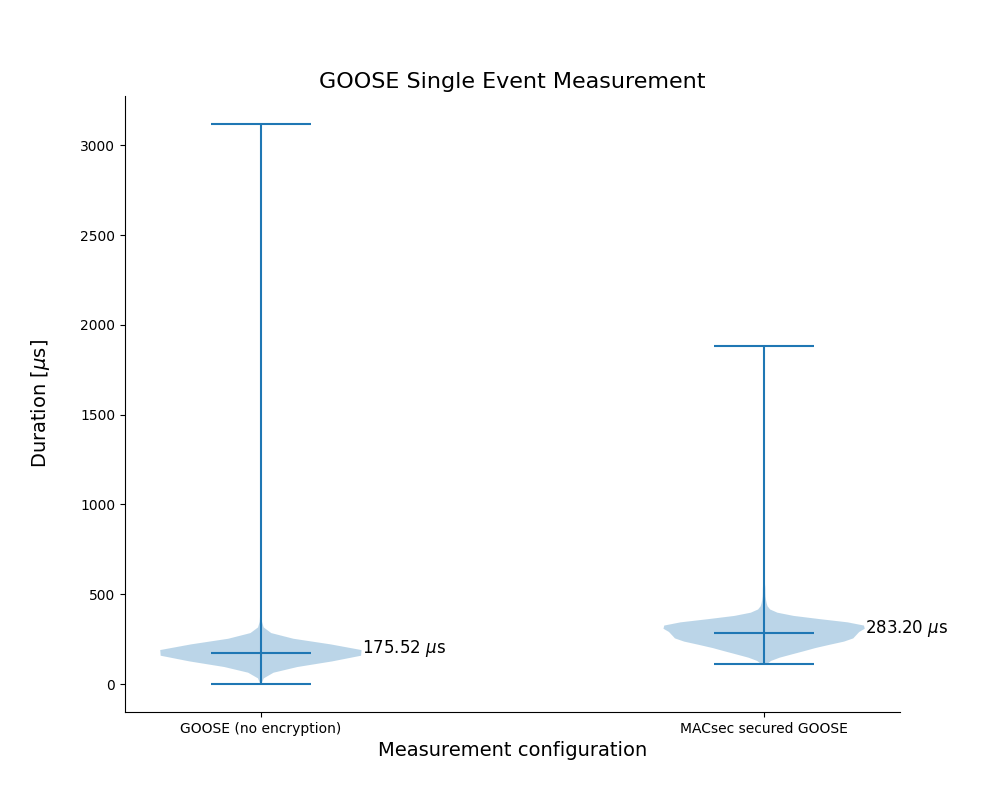 GOOSE Single Event Measurement
Duration [μs]
3000
2500
2000
1500
1000
500
0
175.52 μs
283.20 μs
GOOSE (no encryption)
MACsec secured GOOSE
Measurement configuration